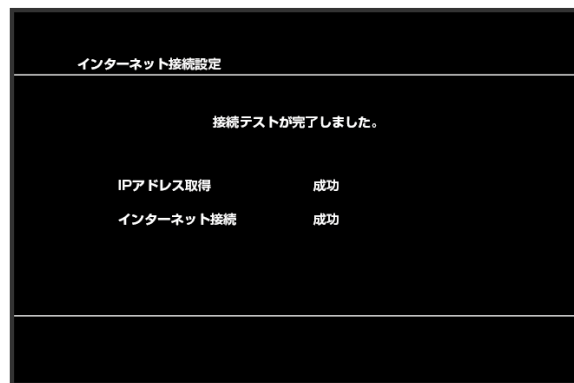 インターネット接続設定
接続テストが完了しました。
IPアドレス取得 成功
インターネット接続 成功